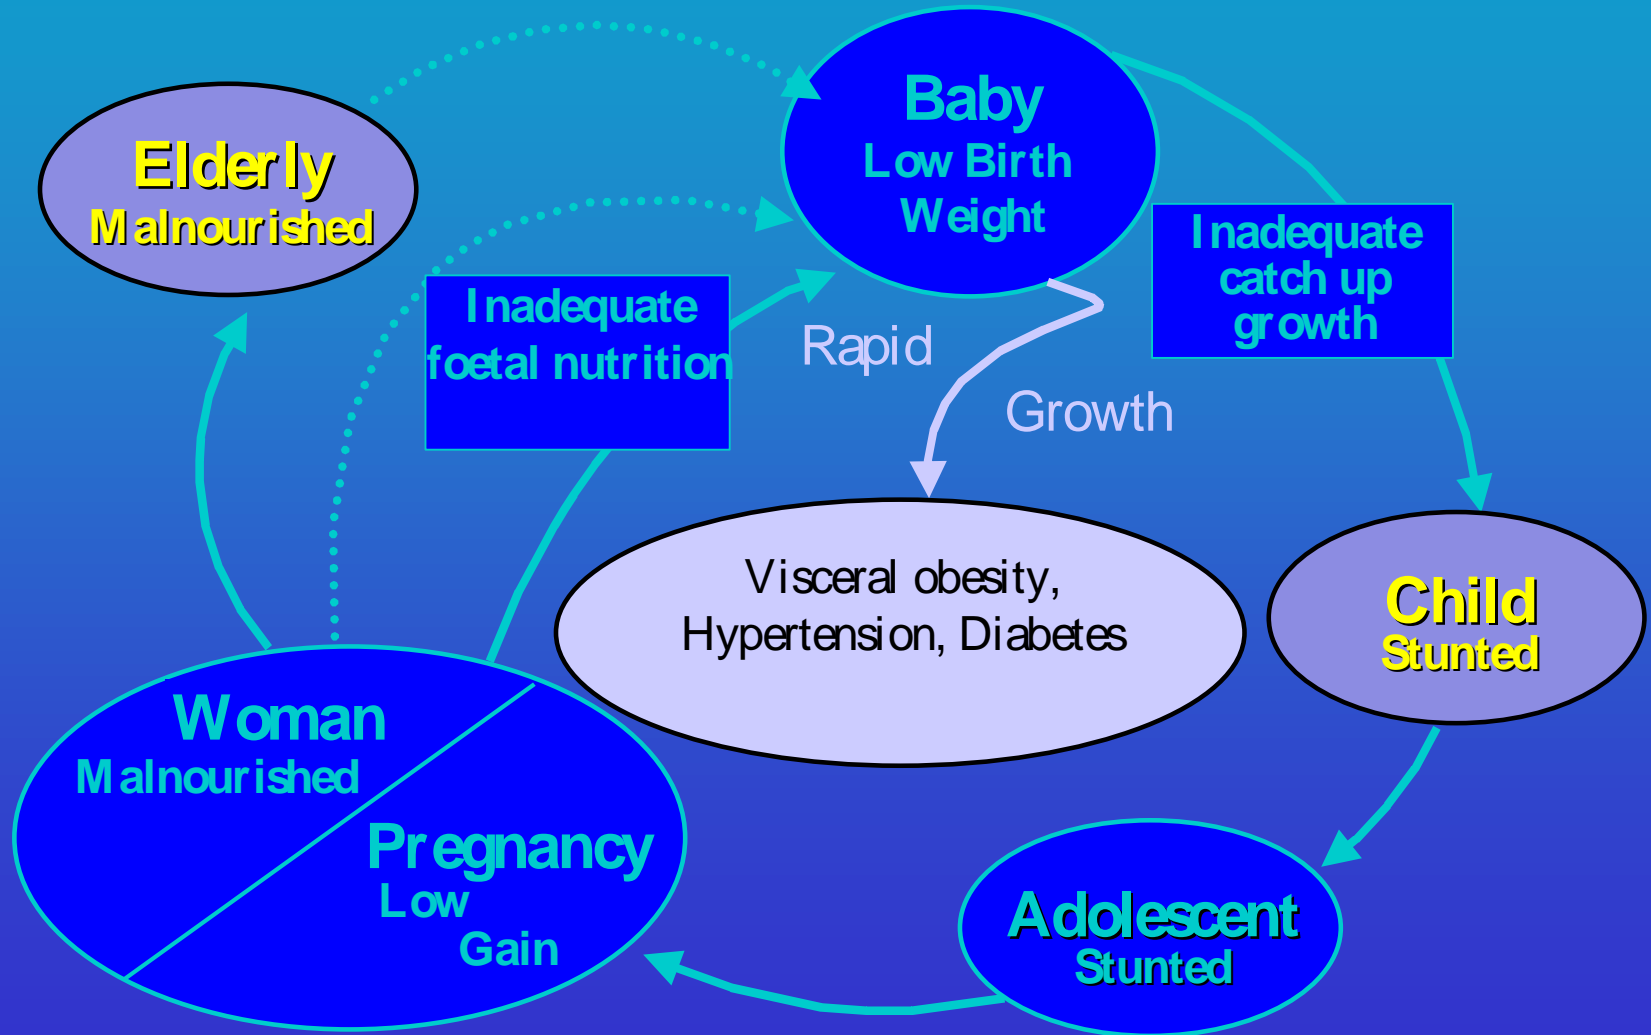 Baby
Low Birth
Weight
Elderly
Malnourished
Inadequate
catch up
growth
Inadequate
foetal nutrition
Rapid
Growth
Visceral obesity,
Hypertension, Diabetes
Child
Stunted
Woman
Malnourished
Pregnancy
Low
Gain
Adolescent
Stunted